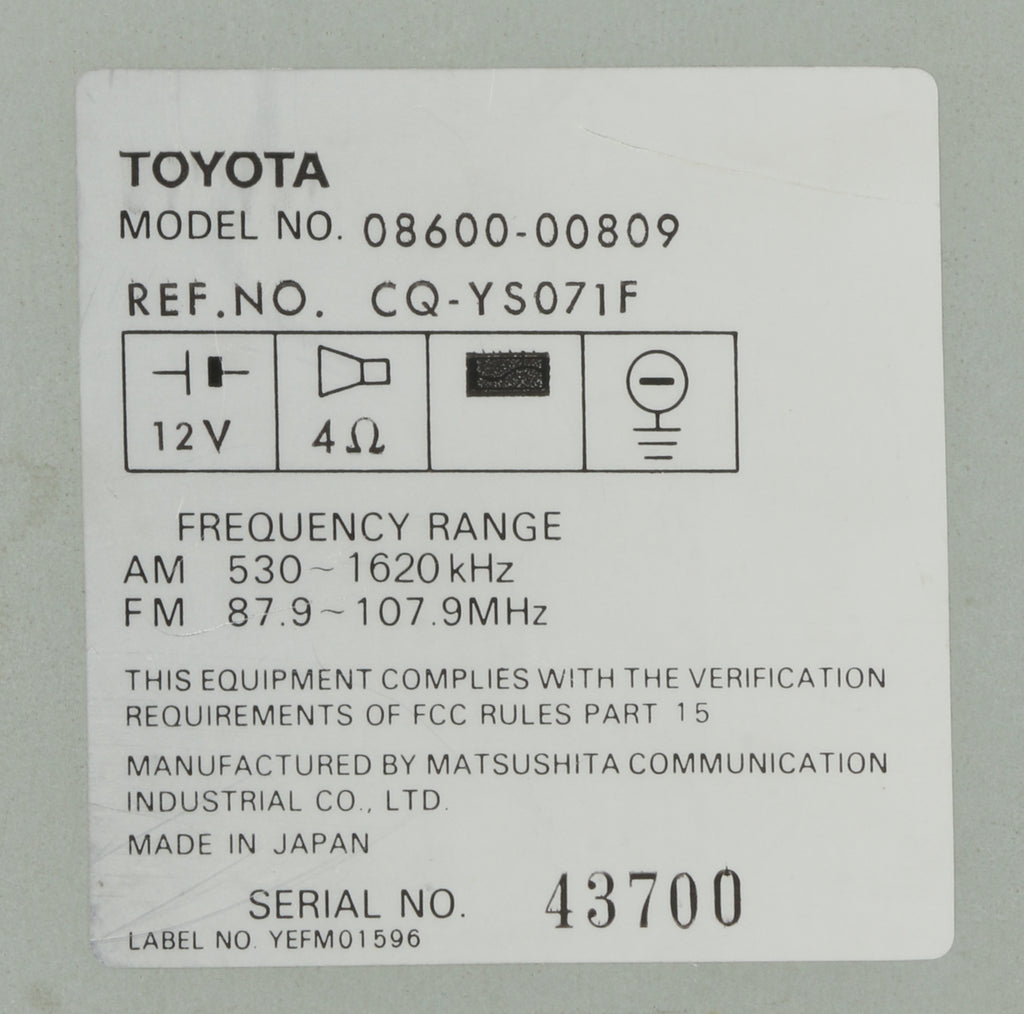 TOYOTA
MODEL NO. 08600-00809
REF.NO. CQ-YS071F
12V 4Ω
FREQUENCY RANGE
AM 530~1620kHz
FM 87.9~107.9MHz
THIS EQUIPMENT COMPLIES WITH THE VERIFICATION
REQUIREMENTS OF FCC RULES PART 15
MANUFACTURED BY MATSUSHITA COMMUNICATION
INDUSTRIAL CO., LTD.
MADE IN JAPAN
SERIAL NO. 43700
LABEL NO. YEFM01596